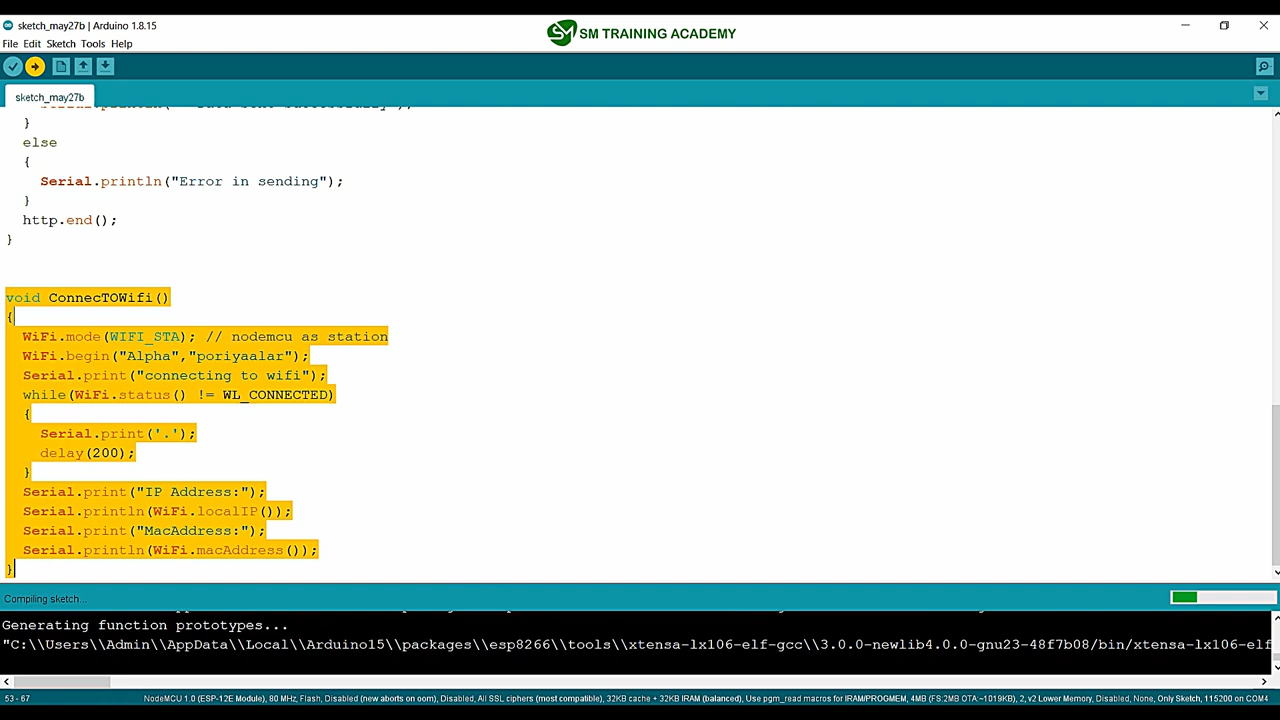 sketch_may27b | Arduino 1.8.15
SM TRAINING ACADEMY
File Edit Sketch Tools Help
sketch_may27b
}
else
{
Serial.println("Error in sending");
}
http.end();
}
void ConnecTOWifi()
{
WiFi.mode(WIFI_STA); // nodemcu as station
WiFi.begin("Alpha","poriyaalar");
Serial.print("connecting to wifi");
while(WiFi.status() != WL_CONNECTED)
{
Serial.print('.');
delay(200);
}
Serial.print("IP Address:");
Serial.println(WiFi.localIP());
Serial.print("MacAddress:");
Serial.println(WiFi.macAddress());
}
Compiling sketch...
Generating function prototypes...
"C:\\Users\\Admin\\AppData\\Local\\Arduino15\\packages\\esp8266\\tools\\xtensa-lx106-elf-gcc\\3.0.0-newlib4.0.0-gnu23-48f7b08/bin/xtensa-lx106-elf
53 - 67
NodeMCU 1.0 (ESP-12E Module), 80 MHz, Flash, Disabled (new aborts on oom), Disabled, All SSL ciphers (most compatible), 32KB cache + 32KB IRAM (balanced), Use pgm_read macros for IRAM/PROGMEM, 4MB (FS:2MB OTA:~1019KB), 2, v2 Lower Memory, Disabled, None, Only Sketch, 115200 on COM4